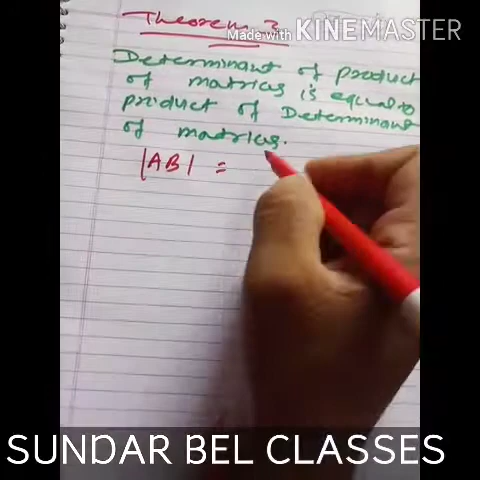 Theorem 3
Made with KINEMASTER
Determinant of product
of matrices is equal to
product of Determinant
of matrices.
|AB| =
SUNDAR BEL CLASSES